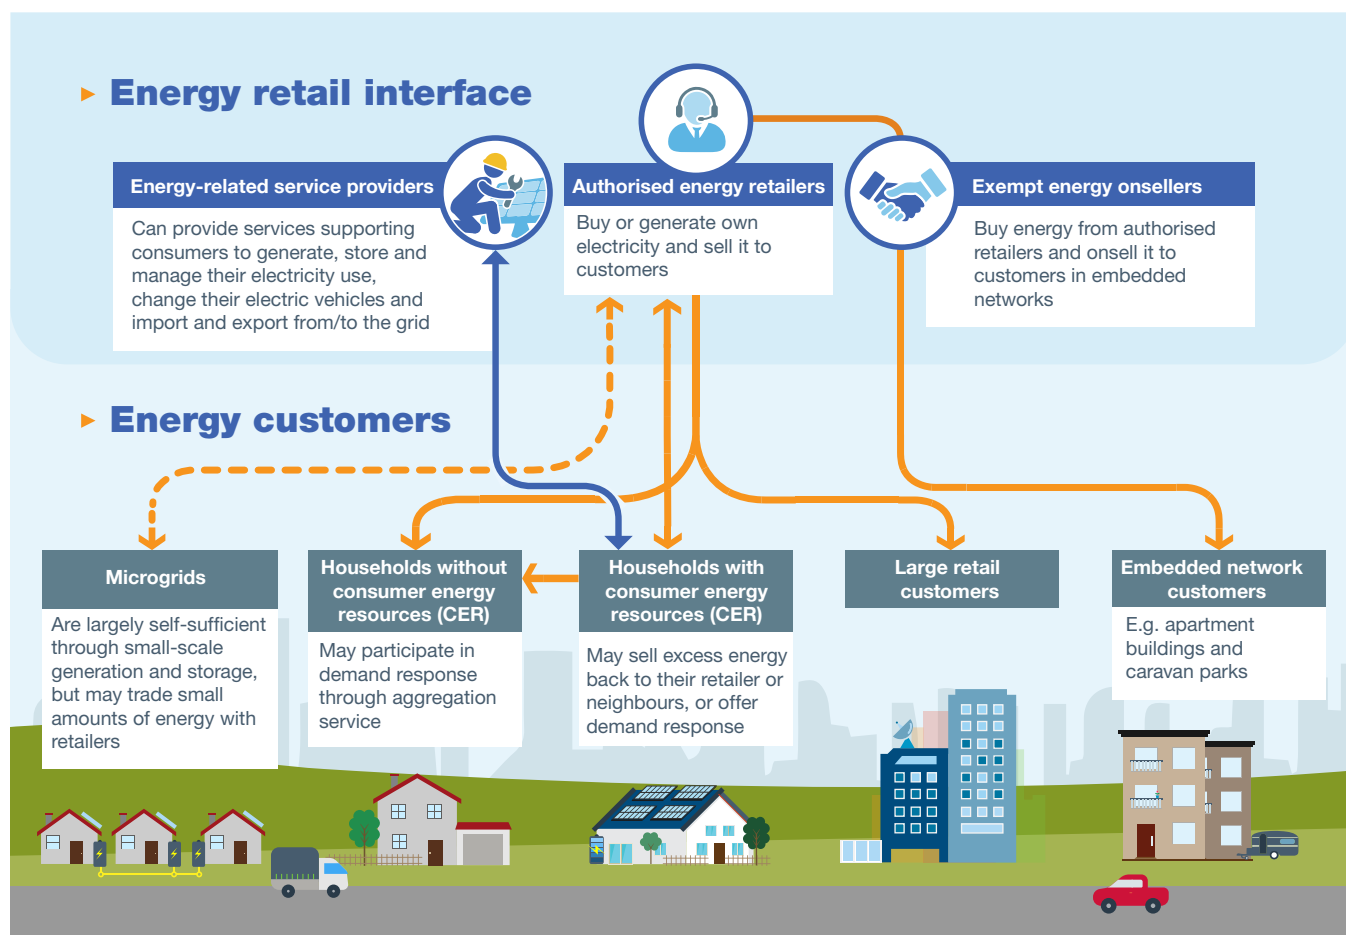 Energy retail interface
Energy-related service providers
Can provide services supporting
consumers to generate, store and
manage their electricity use,
change their electric vehicles and
import and export from/to the grid
Authorised energy retailers
Buy or generate own
electricity and sell it to
customers
Exempt energy onsellers
Buy energy from authorised
retailers and onsell it to
customers in embedded
networks
Energy customers
Microgrids
Are largely self-sufficient
through small-scale
generation and storage,
but may trade small
amounts of energy with
retailers
Households without
consumer energy
resources (CER)
May participate in
demand response
through aggregation
service
Households with
consumer energy
resources (CER)
May sell excess energy
back to their retailer or
neighbours, or offer
demand response
Large retail
customers
Embedded network
customers
E.g. apartment
buildings and
caravan parks